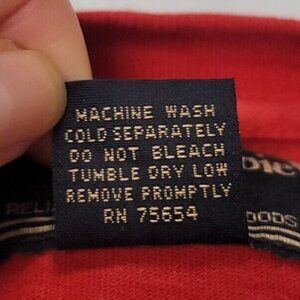 MACHINE WASH
COLD SEPARATELY
DO NOT BLEACH
TUMBLE DRY LOW
REMOVE PROMPTLY
RN 75654